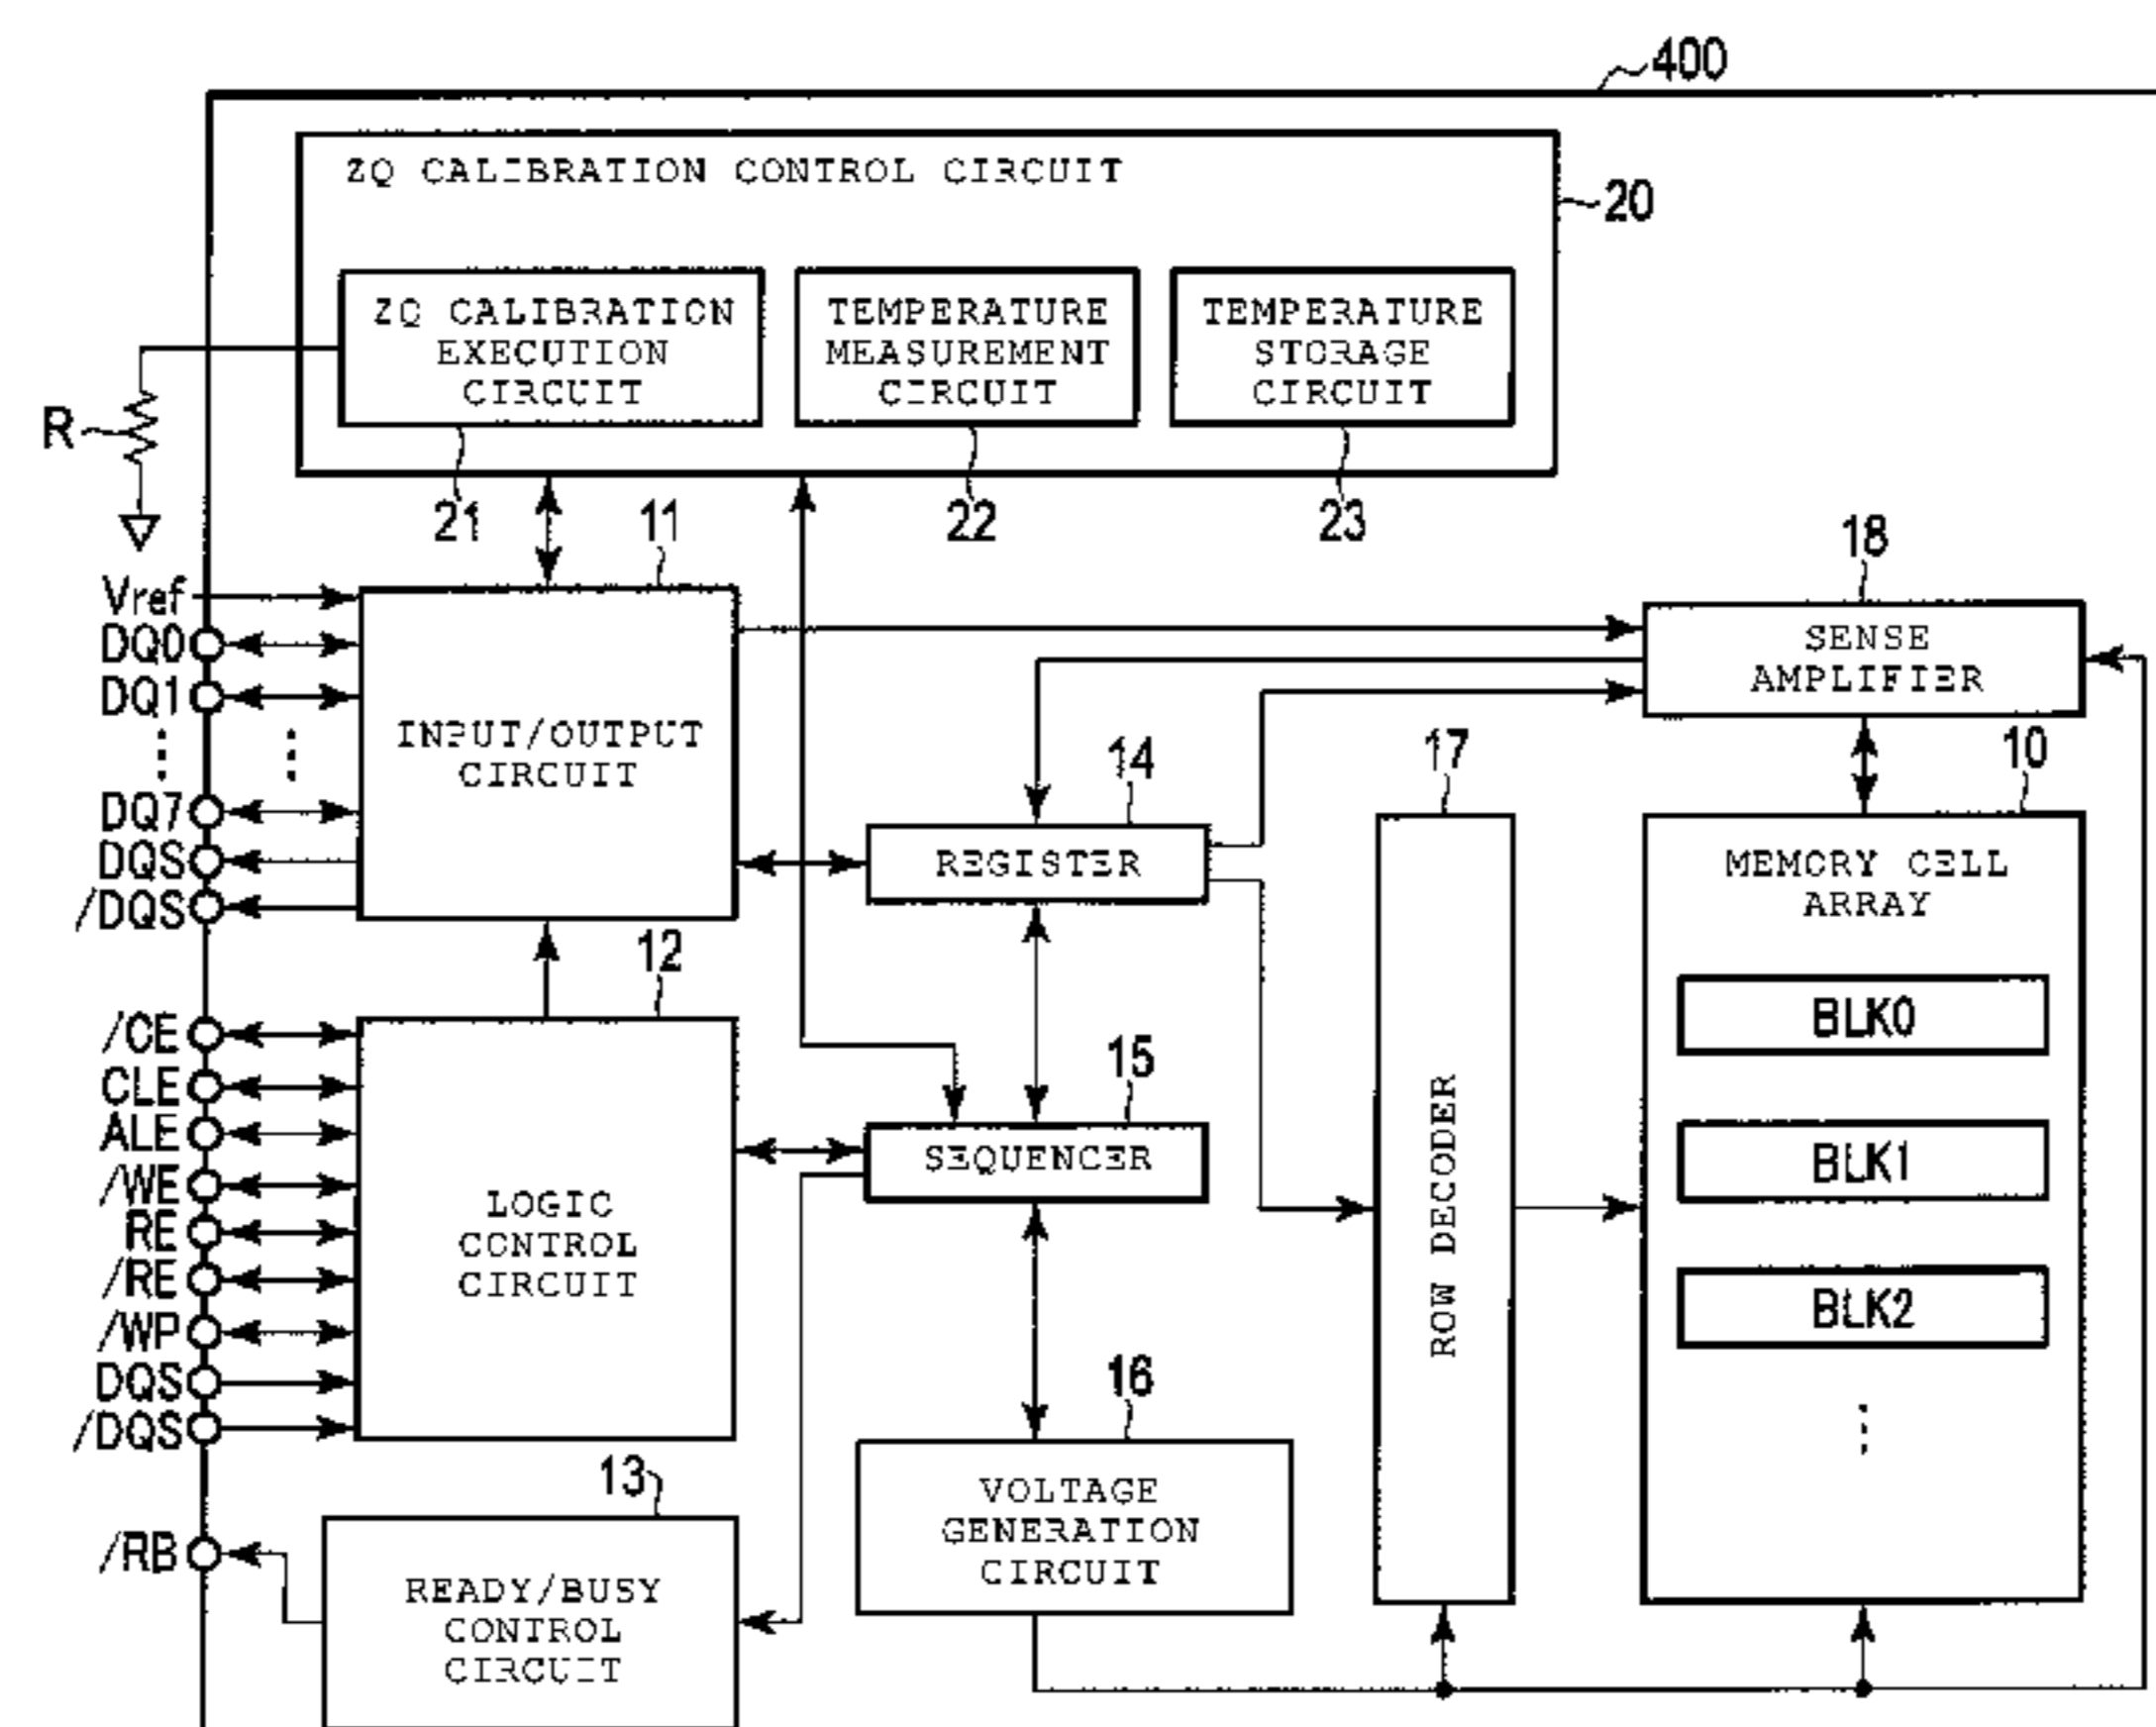 400
ZQ CALIBRATION CONTROL CIRCUIT
20
ZQ CALIBRATION
EXECUTION
CIRCUIT
TEMPERATURE
MEASUREMENT
CIRCUIT
TEMPERATURE
STORAGE
CIRCUIT
R
21
11
22
23
18
Vref
DQ0
DQ1
DQ7
DQS
/DQS
INPUT/OUTPUT
CIRCUIT
SENSE
AMPLIFIER
14
17
10
REGISTER
MEMORY CELL
ARRAY
BLK0
BLK1
BLK2
12
/CE
CLE
ALE
/WE
RE
/RE
/WP
DQS
/DQS
LOGIC
CONTROL
CIRCUIT
15
SEQUENCER
ROW DECODER
16
VOLTAGE
GENERATION
CIRCUIT
13
/RB
READY/BUSY
CONTROL
CIRCUIT